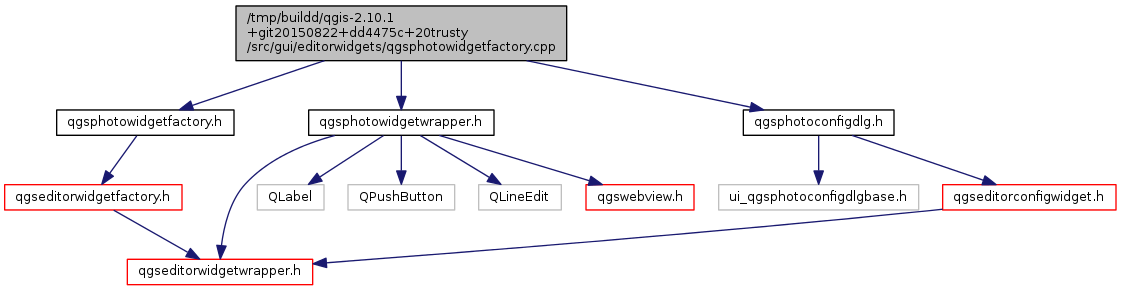 /tmp/buildd/qgis-2.10.1
+git20150822+dd4475c+20trusty
/src/gui/editorwidgets/qgsphotowidgetfactory.cpp
qgsphotowidgetfactory.h
qgsphotowidgetwrapper.h
qgsphotoconfigdlg.h
qgseditorwidgetfactory.h
QLabel
QPushButton
QLineEdit
qgswebview.h
ui_qgsphotoconfigdlgbase.h
qgseditorconfigwidget.h
qgseditorwidgetwrapper.h